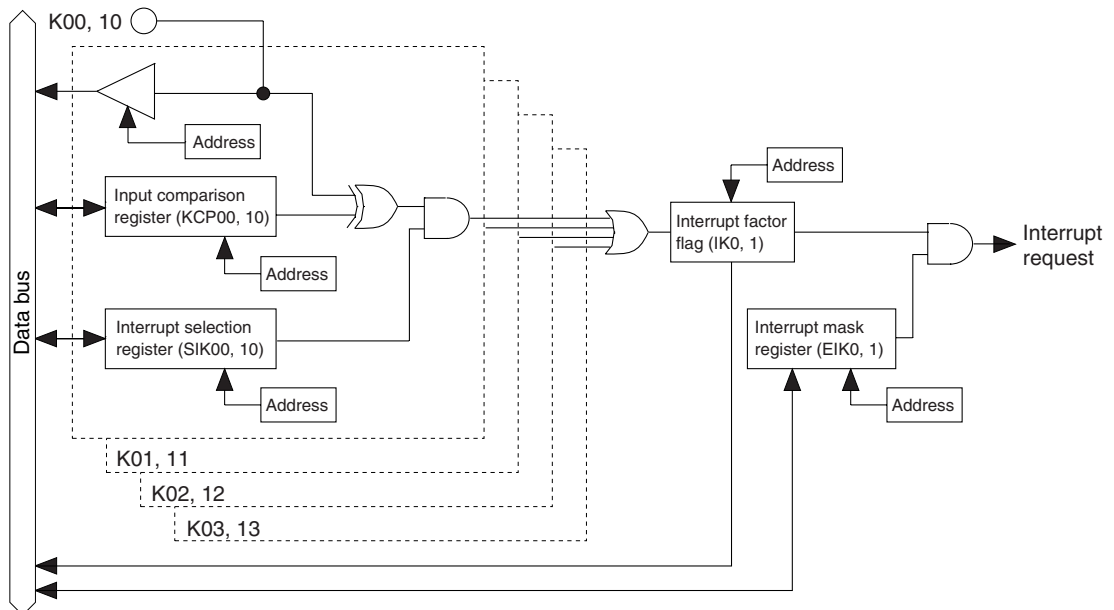 K00, 10
Address
Address
Input comparison
register (KCP00, 10)
Interrupt factor
flag (IK0, 1)
Interrupt
request
Address
Data bus
Interrupt selection
register (SIK00, 10)
Interrupt mask
register (EIK0, 1)
Address
Address
K01, 11
K02, 12
K03, 13